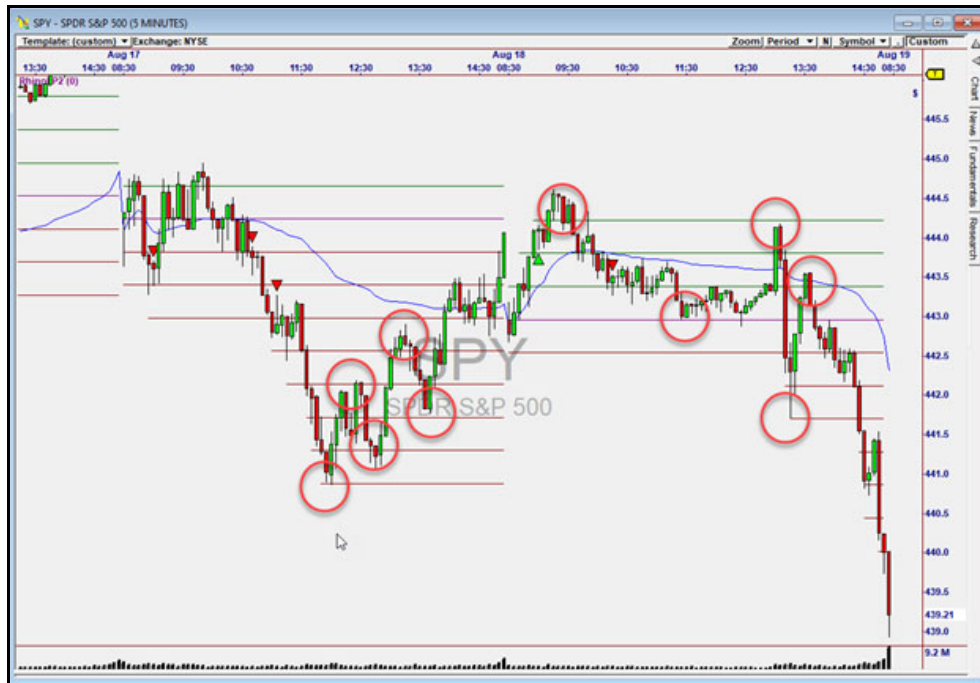 SPY - SPDR S&P 500 (5 MINUTES)
Template: (custom) Exchange: NYSE Zoom Period N Symbol . Custom
Aug 17 Aug 18 Aug 19
13:30 14:30 08:30 09:30 10:30 11:30 12:30 13:30 14:30 08:30 09:30 10:30 11:30 12:30 13:30 14:30 08:30
T
$
445.5
445.0
444.5
444.0
443.5
443.0
442.5
442.0
441.5
441.0
440.5
440.0
439.5
439.21
439.0
9.2 M
SPY
SPDR S&P 500
Chart | News | Fundamentals | Research